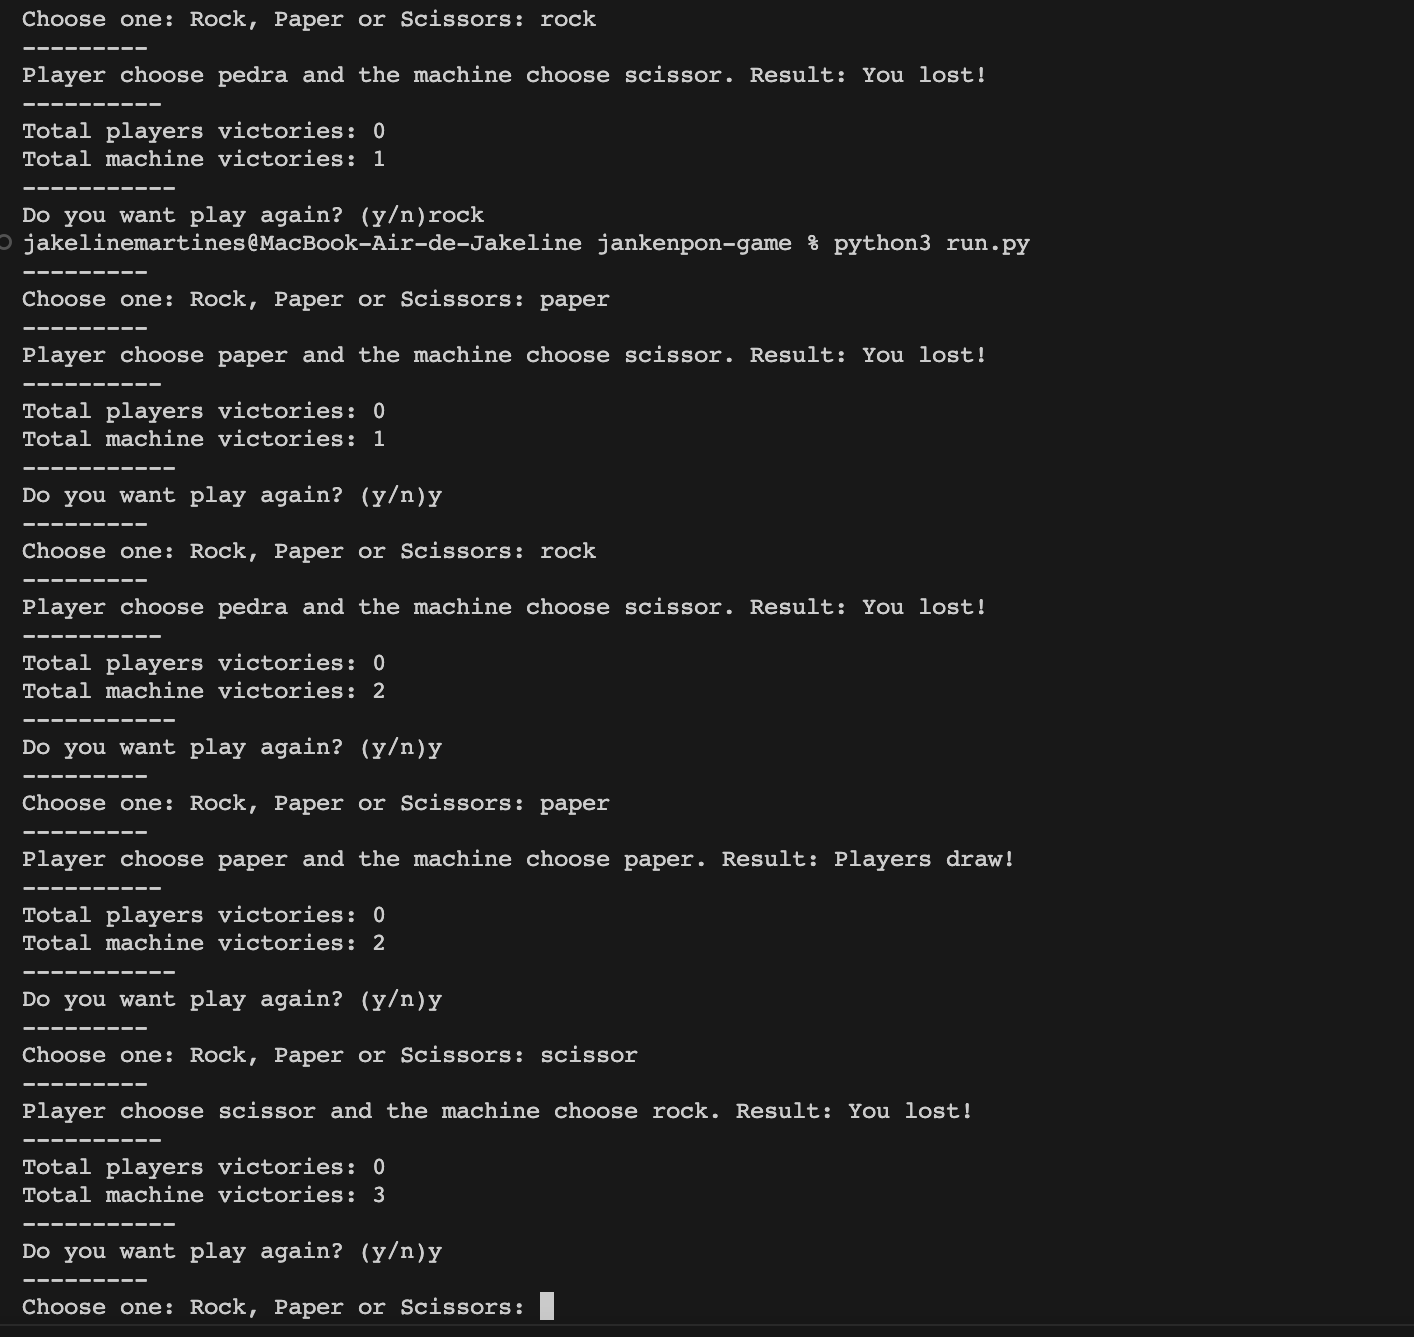 Choose one: Rock, Paper or Scissors: rock
---------
Player choose pedra and the machine choose scissor. Result: You lost!
----------
Total players victories: 0
Total machine victories: 1
-----------
Do you want play again? (y/n)rock
jakelinemartines@MacBook-Air-de-Jakeline jankenpon-game % python3 run.py
---------
Choose one: Rock, Paper or Scissors: paper
---------
Player choose paper and the machine choose scissor. Result: You lost!
----------
Total players victories: 0
Total machine victories: 1
-----------
Do you want play again? (y/n)y
---------
Choose one: Rock, Paper or Scissors: rock
---------
Player choose pedra and the machine choose scissor. Result: You lost!
----------
Total players victories: 0
Total machine victories: 2
-----------
Do you want play again? (y/n)y
---------
Choose one: Rock, Paper or Scissors: paper
---------
Player choose paper and the machine choose paper. Result: Players draw!
----------
Total players victories: 0
Total machine victories: 2
-----------
Do you want play again? (y/n)y
---------
Choose one: Rock, Paper or Scissors: scissor
---------
Player choose scissor and the machine choose rock. Result: You lost!
----------
Total players victories: 0
Total machine victories: 3
-----------
Do you want play again? (y/n)y
---------
Choose one: Rock, Paper or Scissors: